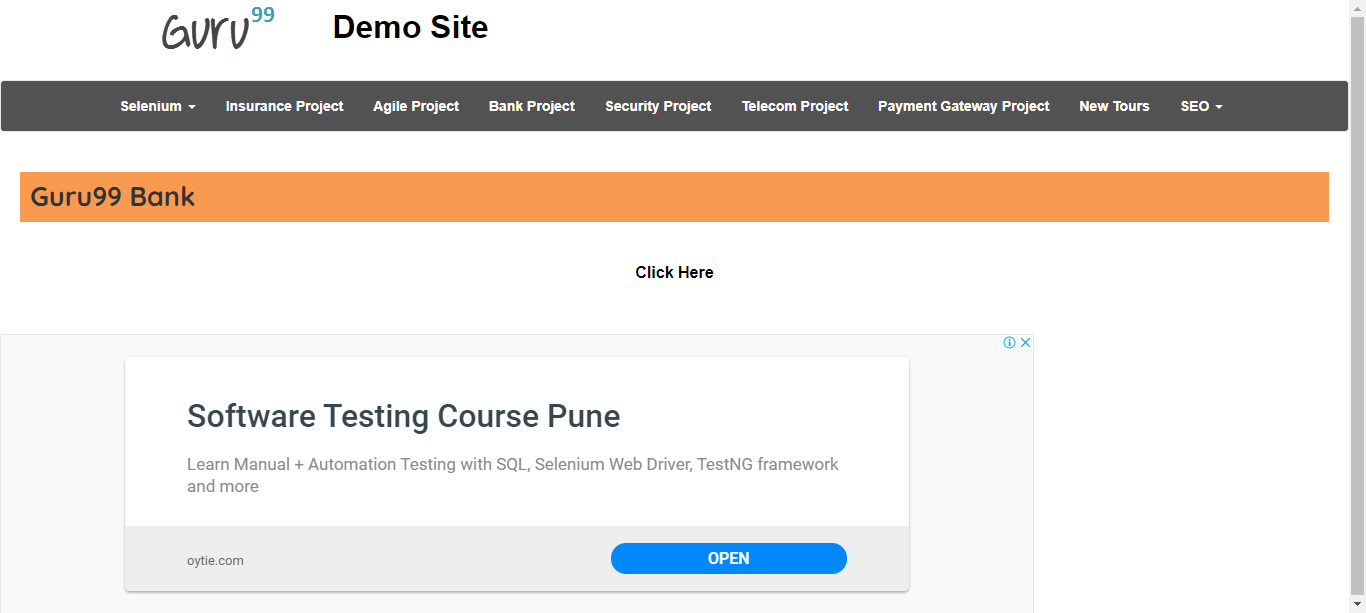 Guru99 Demo Site
Selenium Insurance Project Agile Project Bank Project Security Project Telecom Project Payment Gateway Project New Tours SEO
Guru99 Bank
Click Here
Software Testing Course Pune
Learn Manual + Automation Testing with SQL, Selenium Web Driver, TestNG framework
and more
oytie.com OPEN